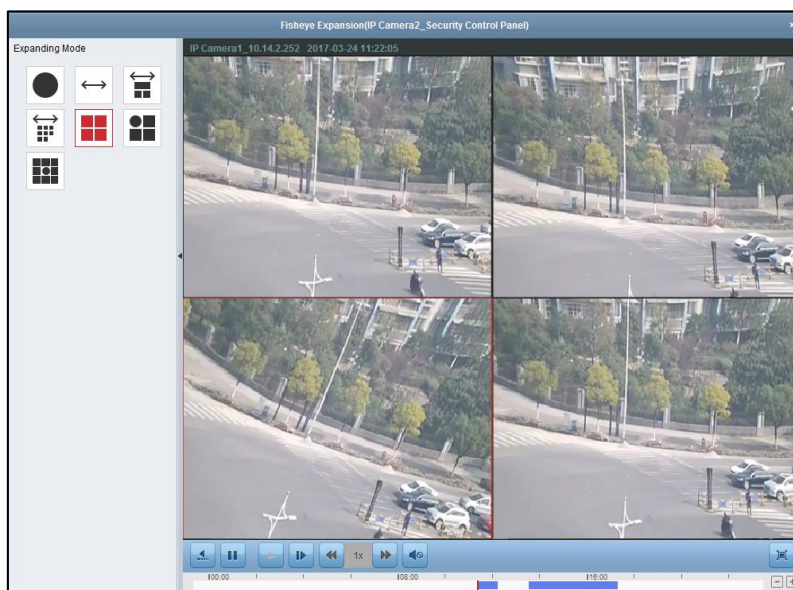 Fisheye Expansion(IP Camera2_Security Control Panel)
Expanding Mode
IP Camera1_10.14.2.252 2017-03-24 11:22:05
1x
00:00 08:00 16:00